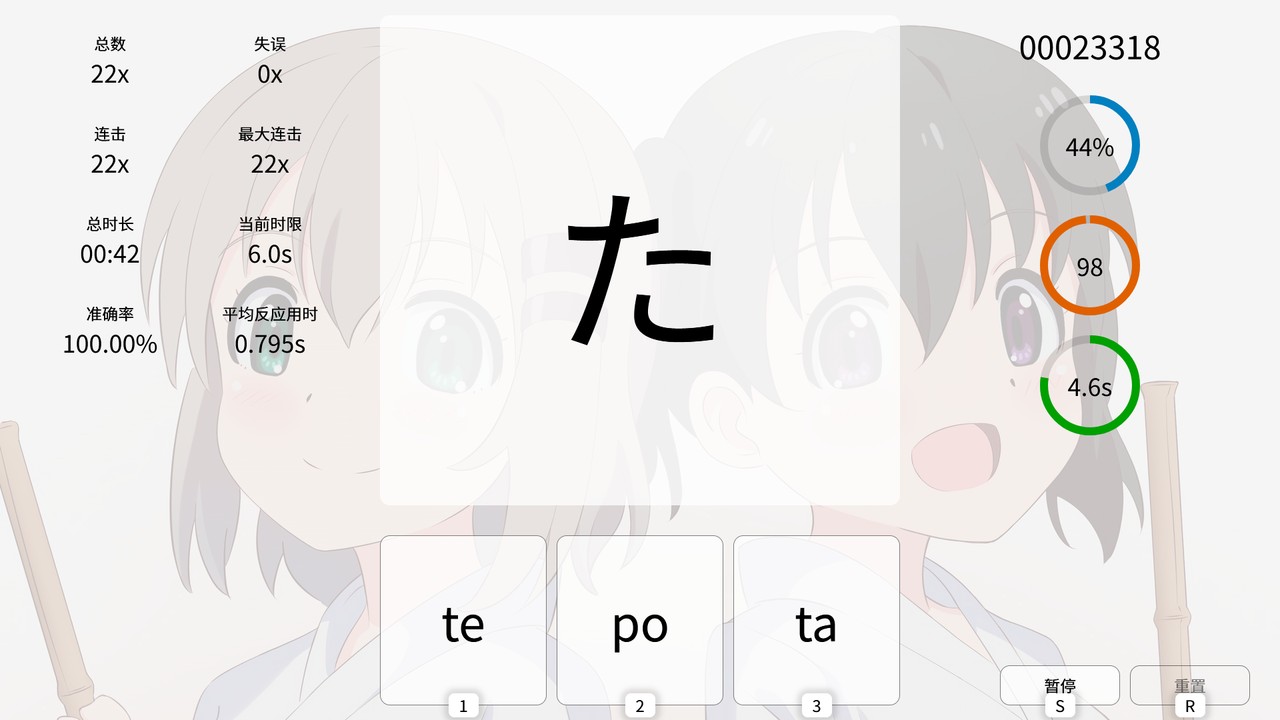 总数
22x
失误
0x
连击
22x
最大连击
22x
总时长
00:42
当前时限
6.0s
准确率
100.00%
平均反应用时
0.795s
た
00023318
44%
98
4.6s
te
1
po
2
ta
3
暂停
S
重置
R